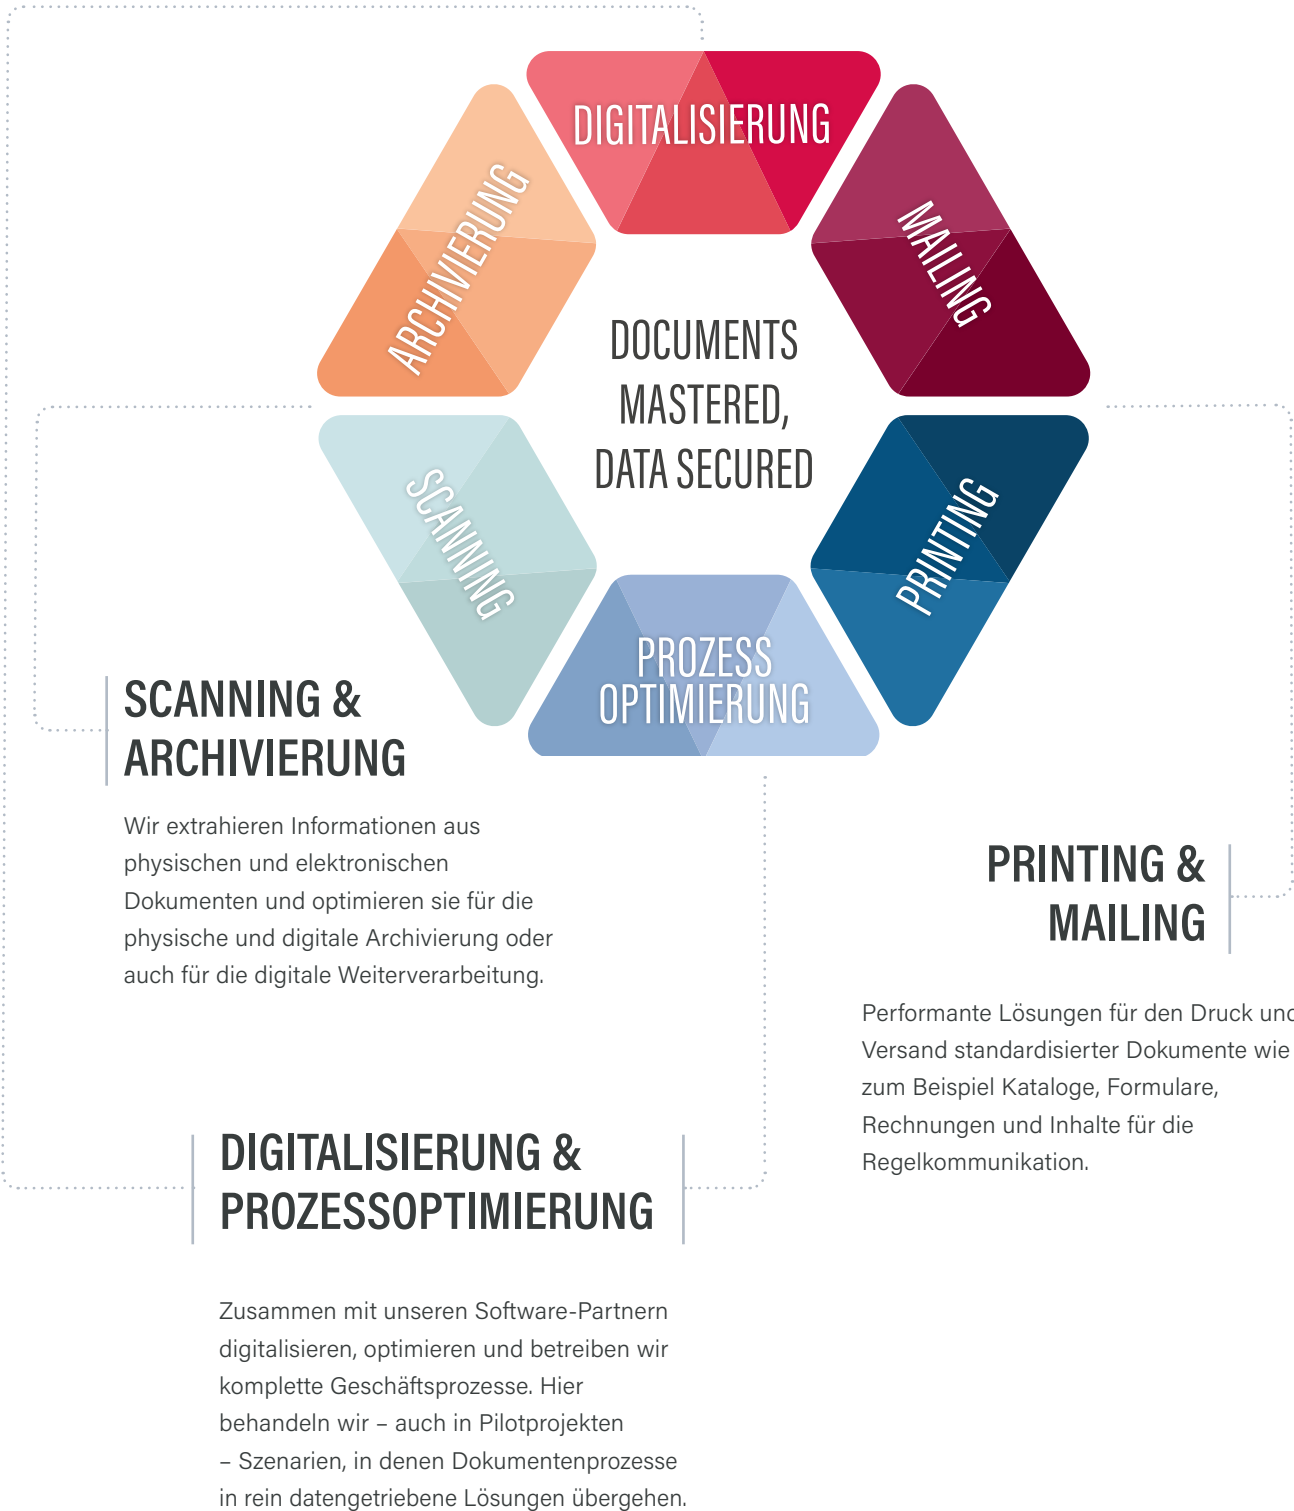 DIGITALISIERUNG
ARCHIVIERUNG
MAILING
DOCUMENTS
MASTERED,
DATA SECURED
SCANNING
PRINTING
PROZESS
OPTIMIERUNG
SCANNING &
ARCHIVIERUNG
Wir extrahieren Informationen aus
physischen und elektronischen
Dokumenten und optimieren sie für die
physische und digitale Archivierung oder
auch für die digitale Weiterverarbeitung.
PRINTING &
MAILING
Performante Lösungen für den Druck und
Versand standardisierter Dokumente wie
zum Beispiel Kataloge, Formulare,
Rechnungen und Inhalte für die
Regelkommunikation.
DIGITALISIERUNG &
PROZESSOPTIMIERUNG
Zusammen mit unseren Software-Partnern
digitalisieren, optimieren und betreiben wir
komplette Geschäftsprozesse. Hier
behandeln wir – auch in Pilotprojekten
– Szenarien, in denen Dokumentenprozesse
in rein datengetriebene Lösungen übergehen.